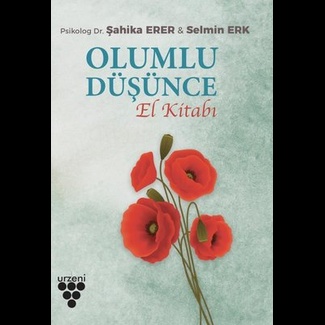 Psikolog Dr. Şahika ERER & Selmin ERK
OLUMLU
DÜŞÜNCE
El Kitabı
urzeni